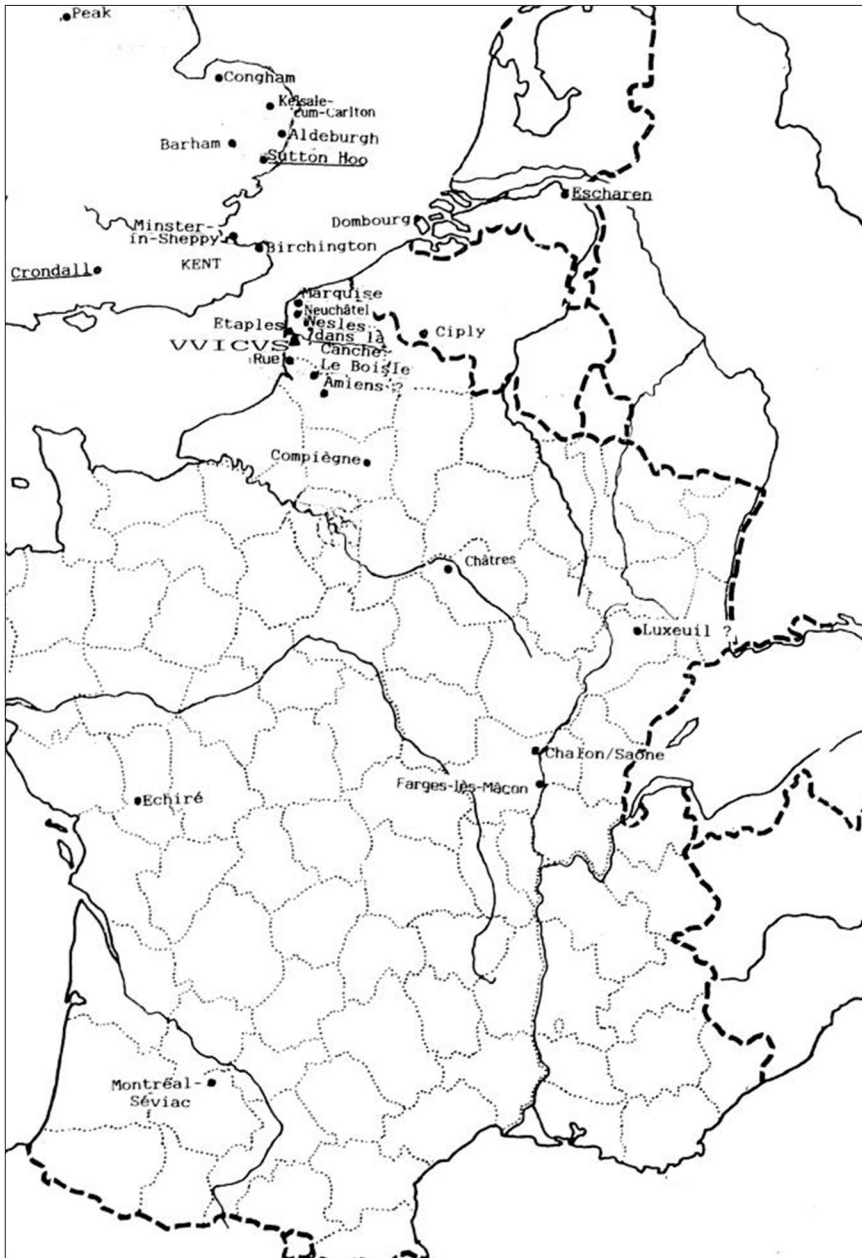 Peak
Congham
Kelsale-
cum-Carlton
Aldeburgh
Barham
Sutton Hoo
Escharen
Dombourg
Minster-
in-Sheppy
Birchington
KENT
Crondall
Marquise
Neuchâtel
Etaples
Nesles
Ciply
VVICVS
dans la
Canche
Rue
Le Boisle
Amiens ?
Compiègne
Châtres
Luxeuil ?
Chalon/Saône
Farges-lès-Mâcon
Echiré
Montréal-
Séviac